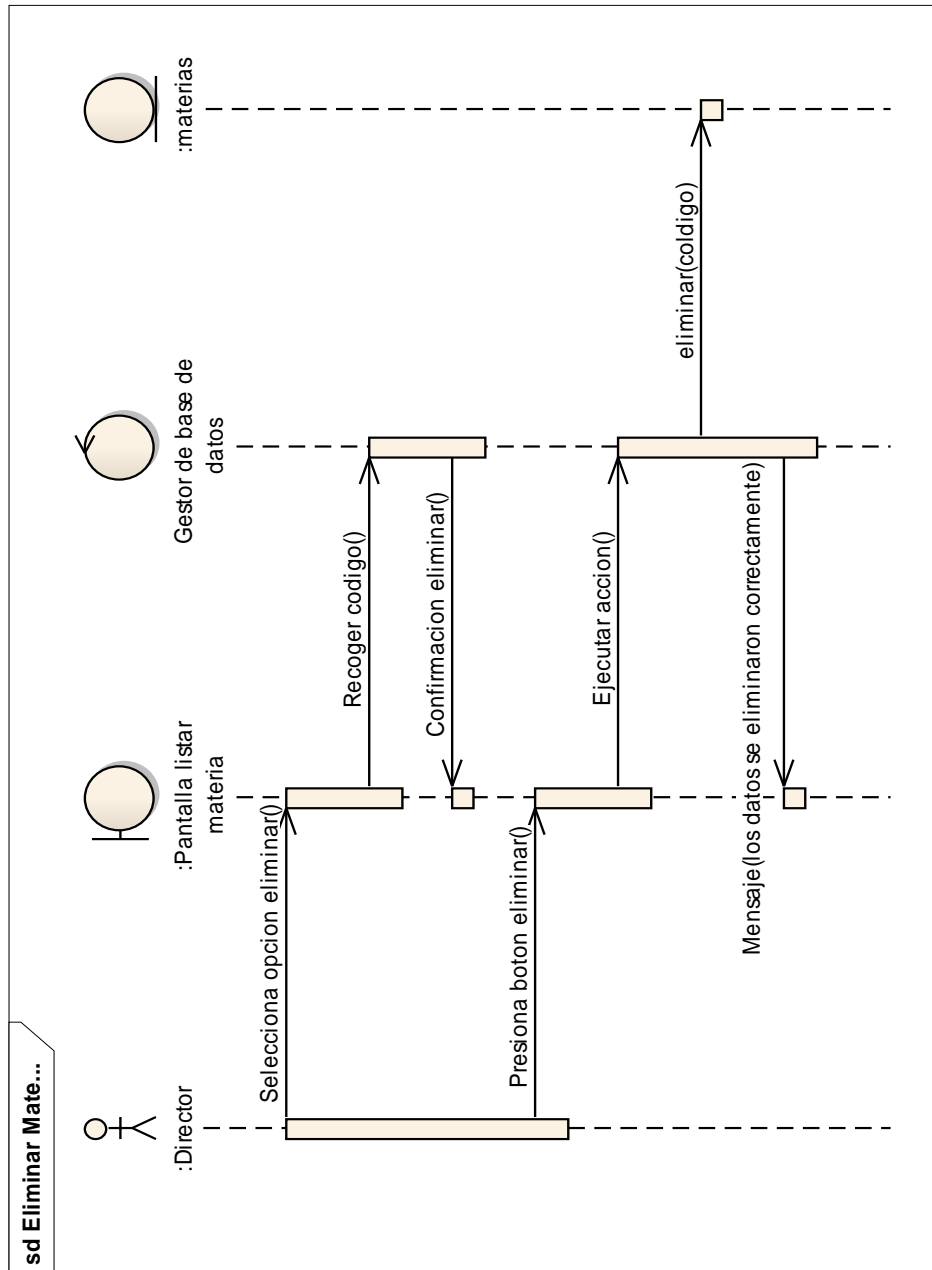 sd Eliminar Mate...
:Director
:Pantalla listar
materia
Gestor de base de
datos
:materias
Selecciona opcion eliminar()
Recoger codigo()
Confirmacion eliminar()
Presiona boton eliminar()
Ejecutar accion()
eliminar(coldigo)
Mensaje(los datos se eliminaron correctamente)